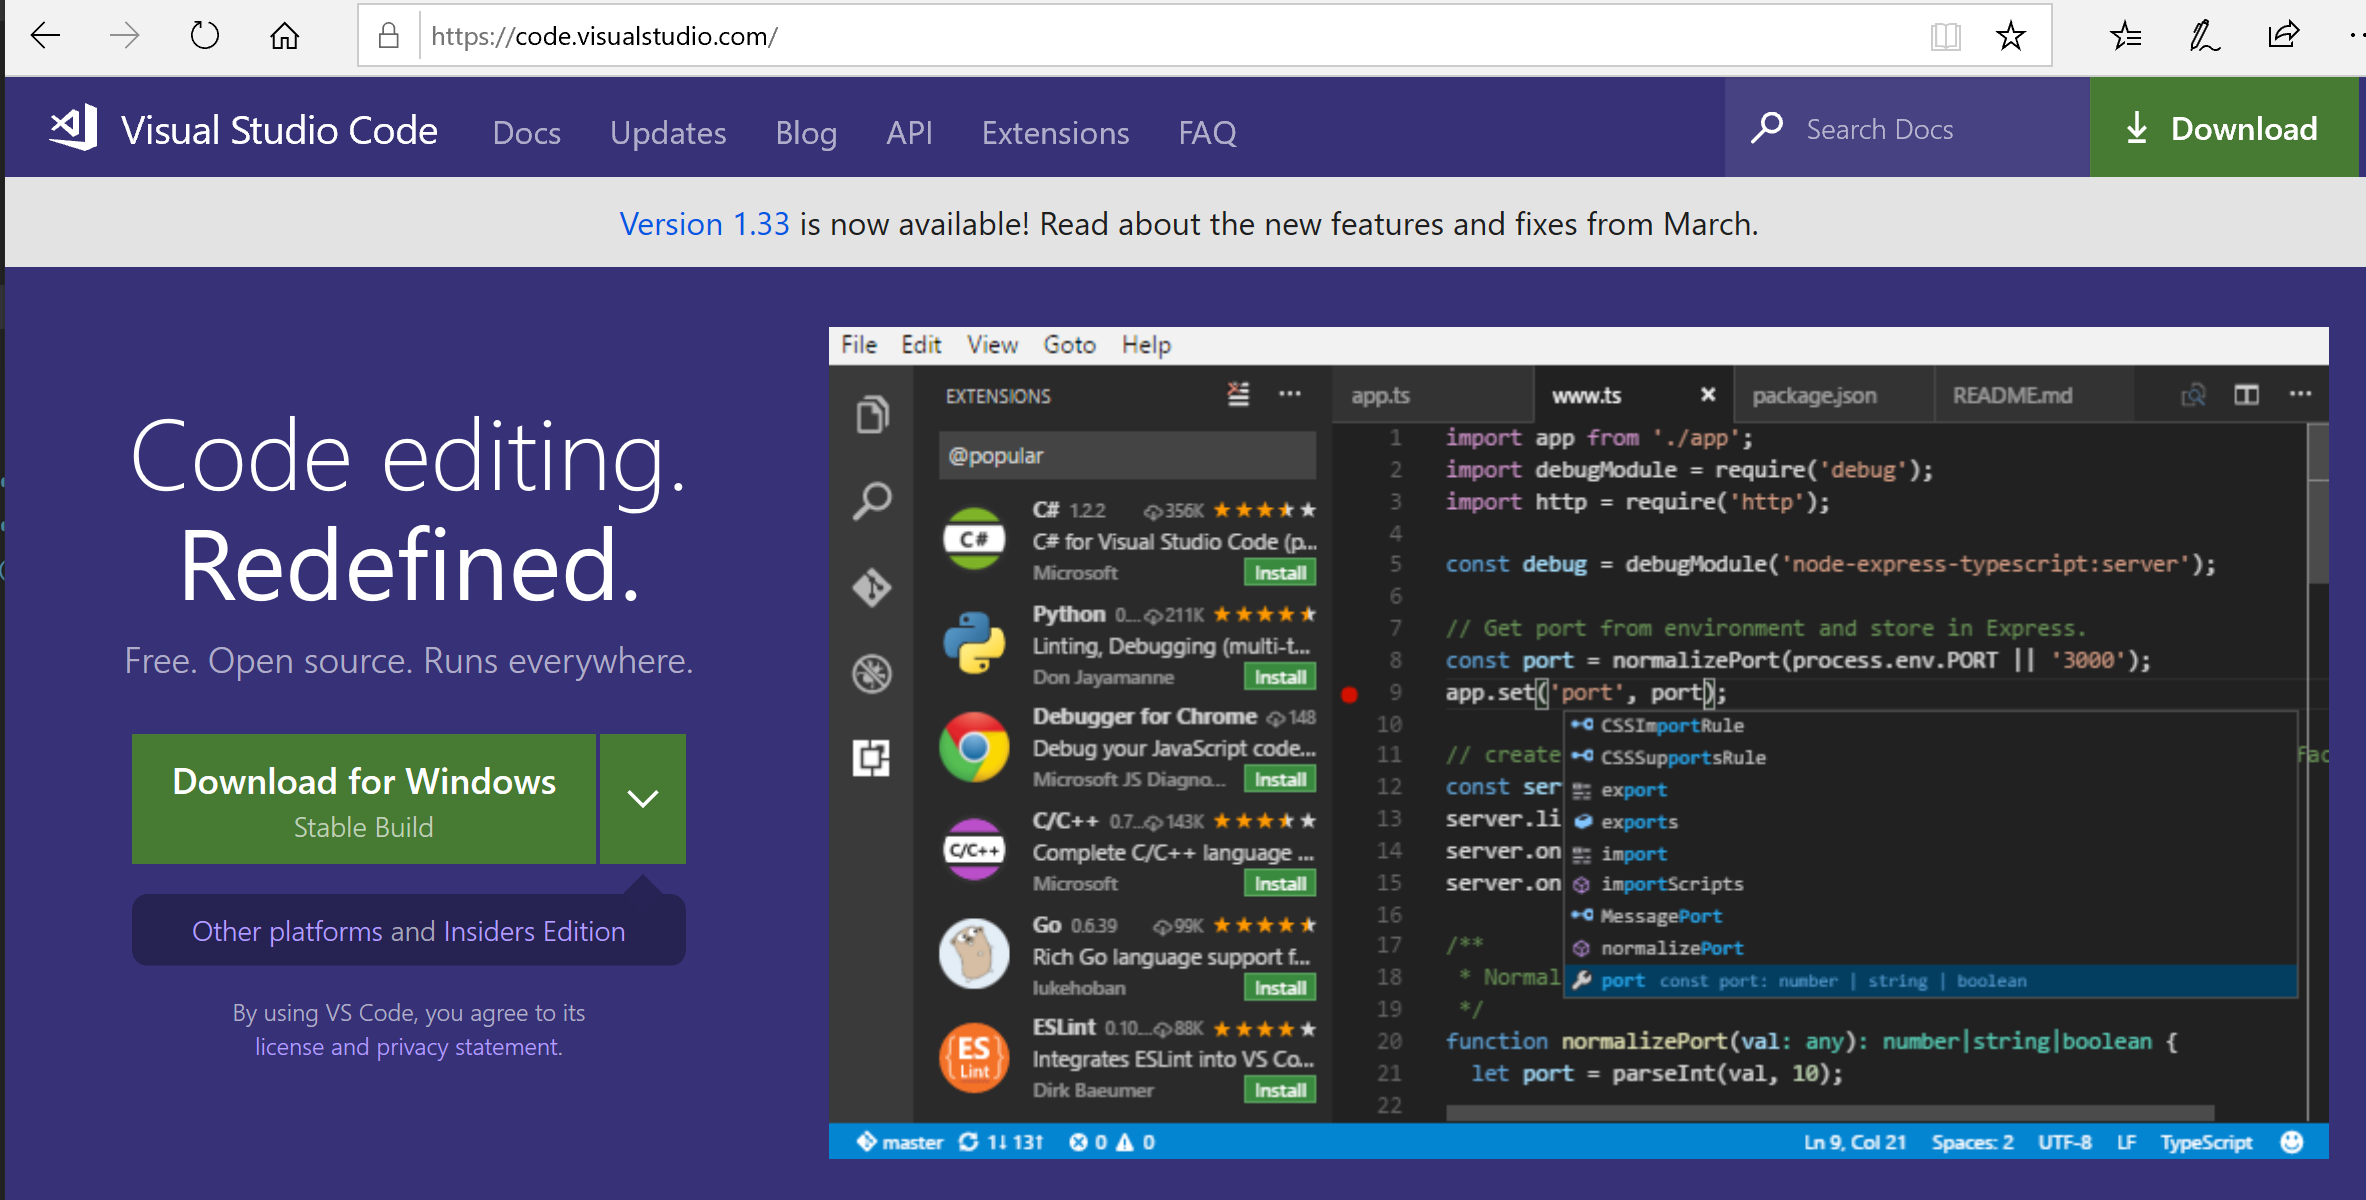 https://code.visualstudio.com/
Visual Studio Code Docs Updates Blog API Extensions FAQ Search Docs Download
Version 1.33 is now available! Read about the new features and fixes from March.
Code editing.
Redefined.
Free. Open source. Runs everywhere.
Download for Windows
Stable Build
Other platforms and Insiders Edition
By using VS Code, you agree to its
license and privacy statement.
File Edit View Goto Help
EXTENSIONS
@popular
C# 1.2.2 356K
C# for Visual Studio Code (p...
Microsoft Install
Python 0.... 211K
Linting, Debugging (multi-t...
Don Jayamanne Install
Debugger for Chrome 148
Debug your JavaScript code...
Microsoft JS Diagno... Install
C/C++ 0.7... 143K
Complete C/C++ language ...
Microsoft Install
Go 0.6.39 99K
Rich Go language support f...
lukehoban Install
ESLint 0.10.... 88K
Integrates ESLint into VS Co...
Dirk Baeumer Install
C#
C/C++
ES
Lint
app.ts www.ts package.json README.md
1 import app from './app';
2 import debugModule = require('debug');
3 import http = require('http');
4
5 const debug = debugModule('node-express-typescript:server');
6
7 // Get port from environment and store in Express.
8 const port = normalizePort(process.env.PORT || '3000');
9 app.set('port', port);
10
11 // create fac
12 const ser
13 server.li
14 server.on
15 server.on
16
17 /**
18 * Normal
19 */
20 function normalizePort(val: any): number|string|boolean {
21 let port = parseInt(val, 10);
22
CSSImportRule
CSSSupportsRule
export
exports
import
importScripts
MessagePort
normalizePort
port const port: number | string | boolean
master 1↓ 13↑ 0 0 Ln 9, Col 21 Spaces: 2 UTF-8 LF TypeScript